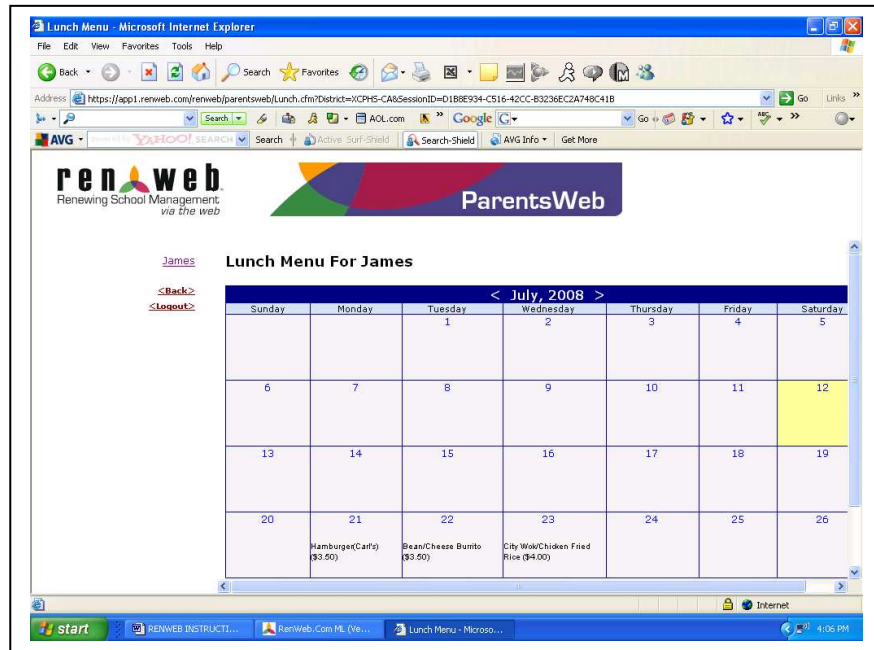 Lunch Menu - Microsoft Internet Explorer
File Edit View Favorites Tools Help
Back Search Favorites
Address https://app1.renweb.com/renweb/parentsweb/Lunch.cfm?District=XCPHS-CA&SessionID=D1B8E934-C516-42CC-B3236EC2A748C41B Go Links »
Search AOL.com » Google G Go ABC »
AVG YAHOO! SEARCH Search Active Surf-Shield Search-Shield AVG Info Get More
renweb.
Renewing School Management
via the web
ParentsWeb
James
Lunch Menu For James
<Back>
<Logout>
< July, 2008 >
Sunday Monday Tuesday Wednesday Thursday Friday Saturday
1 2 3 4 5
6 7 8 9 10 11 12
13 14 15 16 17 18 19
20 21 22 23 24 25 26
Hamburger(Carl's) ($3.50)
Bean/Cheese Burrito ($3.50)
City Wok/Chicken Fried Rice ($4.00)
Internet
start RENWEB INSTRUCTI... RenWeb.Com ML (Ve... Lunch Menu - Microso... 4:06 PM